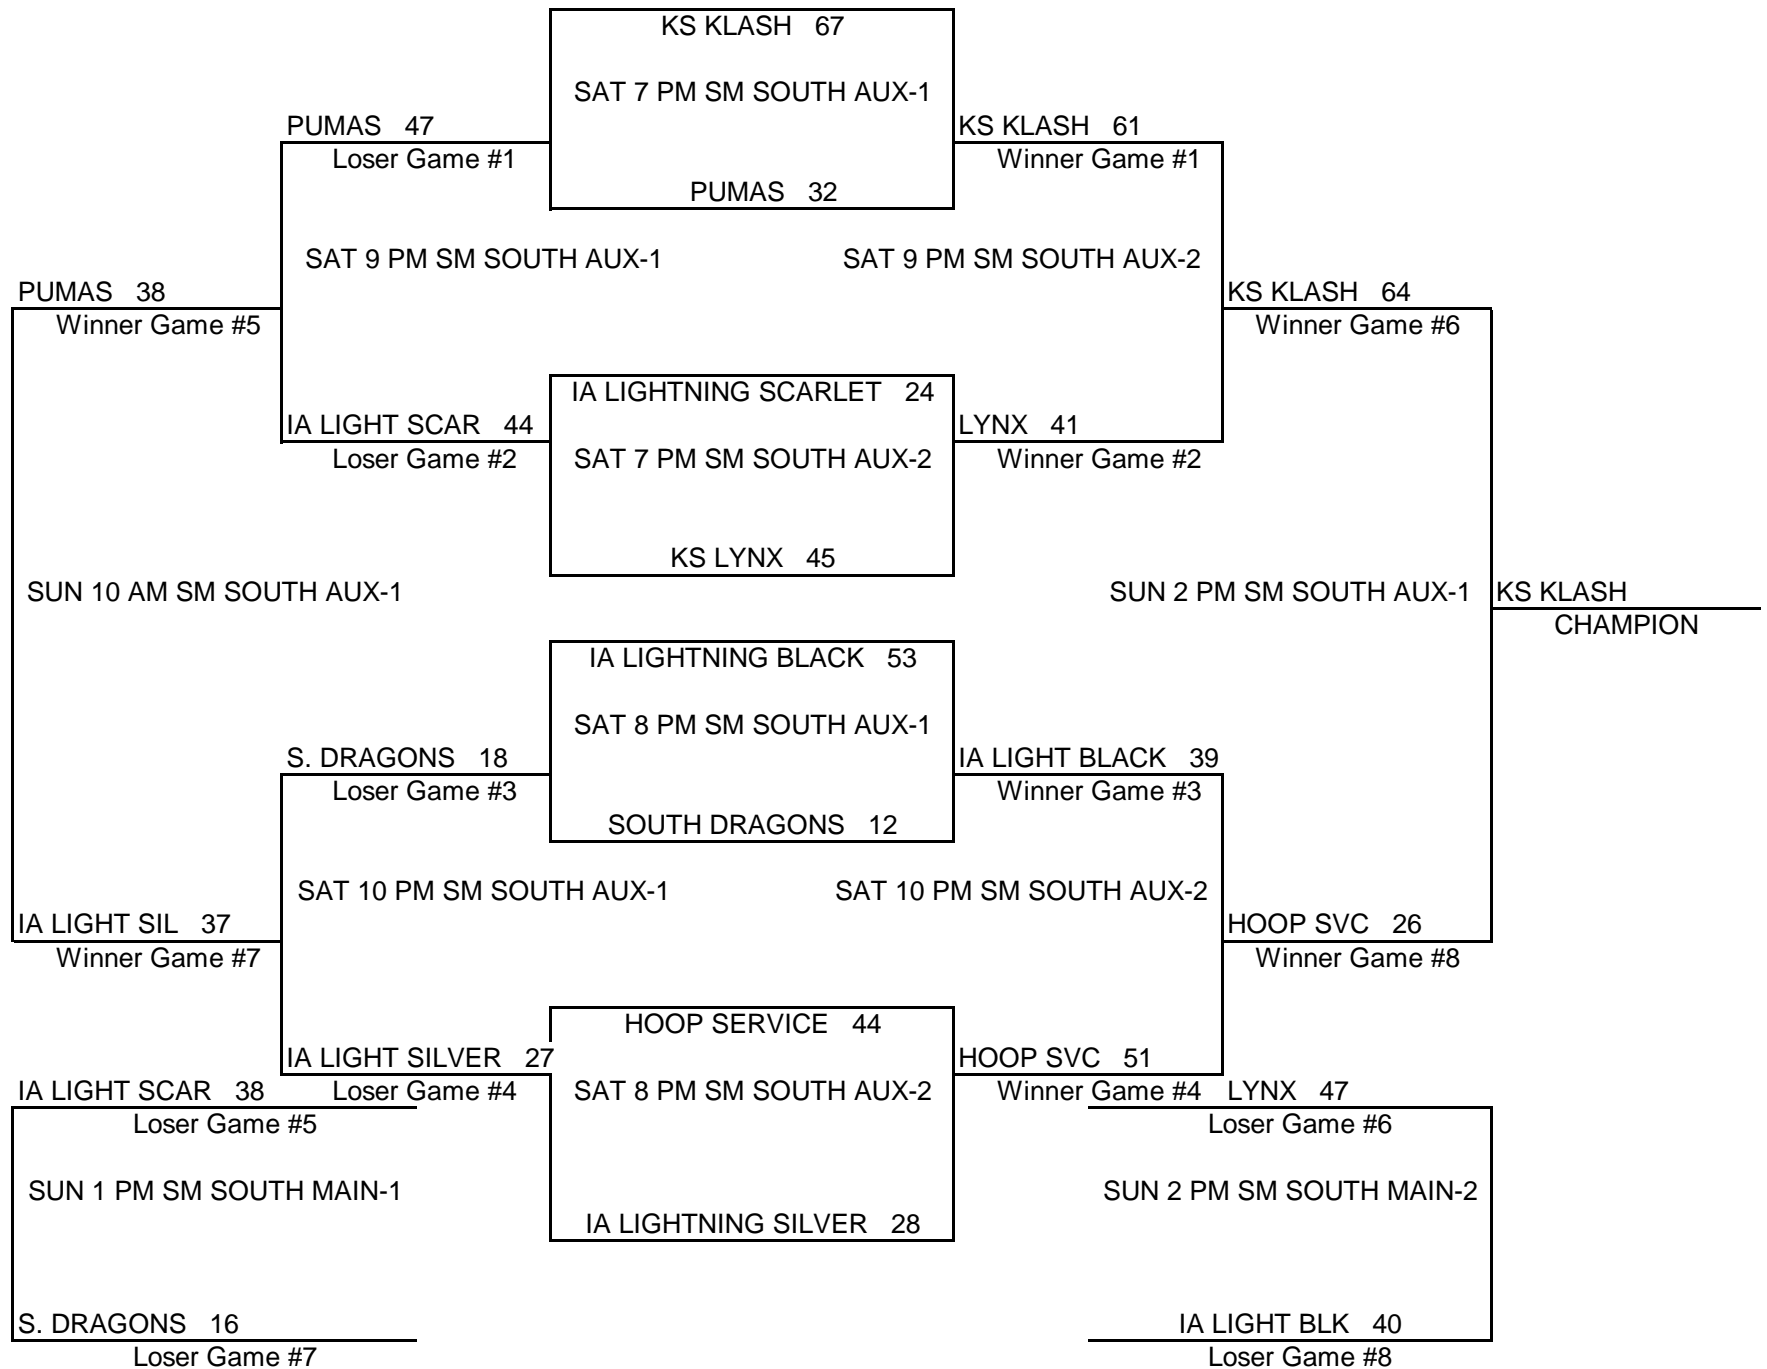 KS KLASH 67
SAT 7 PM SM SOUTH AUX-1
PUMAS 47
KS KLASH 61
Loser Game #1
Winner Game #1
PUMAS 32
SAT 9 PM SM SOUTH AUX-1
SAT 9 PM SM SOUTH AUX-2
PUMAS 38
KS KLASH 64
Winner Game #5
Winner Game #6
IA LIGHTNING SCARLET 24
IA LIGHT SCAR 44
LYNX 41
Loser Game #2
SAT 7 PM SM SOUTH AUX-2
Winner Game #2
KS LYNX 45
SUN 10 AM SM SOUTH AUX-1
SUN 2 PM SM SOUTH AUX-1
KS KLASH
CHAMPION
IA LIGHTNING BLACK 53
SAT 8 PM SM SOUTH AUX-1
S. DRAGONS 18
IA LIGHT BLACK 39
Loser Game #3
Winner Game #3
SOUTH DRAGONS 12
SAT 10 PM SM SOUTH AUX-1
SAT 10 PM SM SOUTH AUX-2
IA LIGHT SIL 37
HOOP SVC 26
Winner Game #7
Winner Game #8
HOOP SERVICE 44
IA LIGHT SILVER 27
HOOP SVC 51
IA LIGHT SCAR 38
Loser Game #4
SAT 8 PM SM SOUTH AUX-2
Winner Game #4
LYNX 47
Loser Game #5
Loser Game #6
SUN 1 PM SM SOUTH MAIN-1
SUN 2 PM SM SOUTH MAIN-2
IA LIGHTNING SILVER 28
S. DRAGONS 16
IA LIGHT BLK 40
Loser Game #7
Loser Game #8